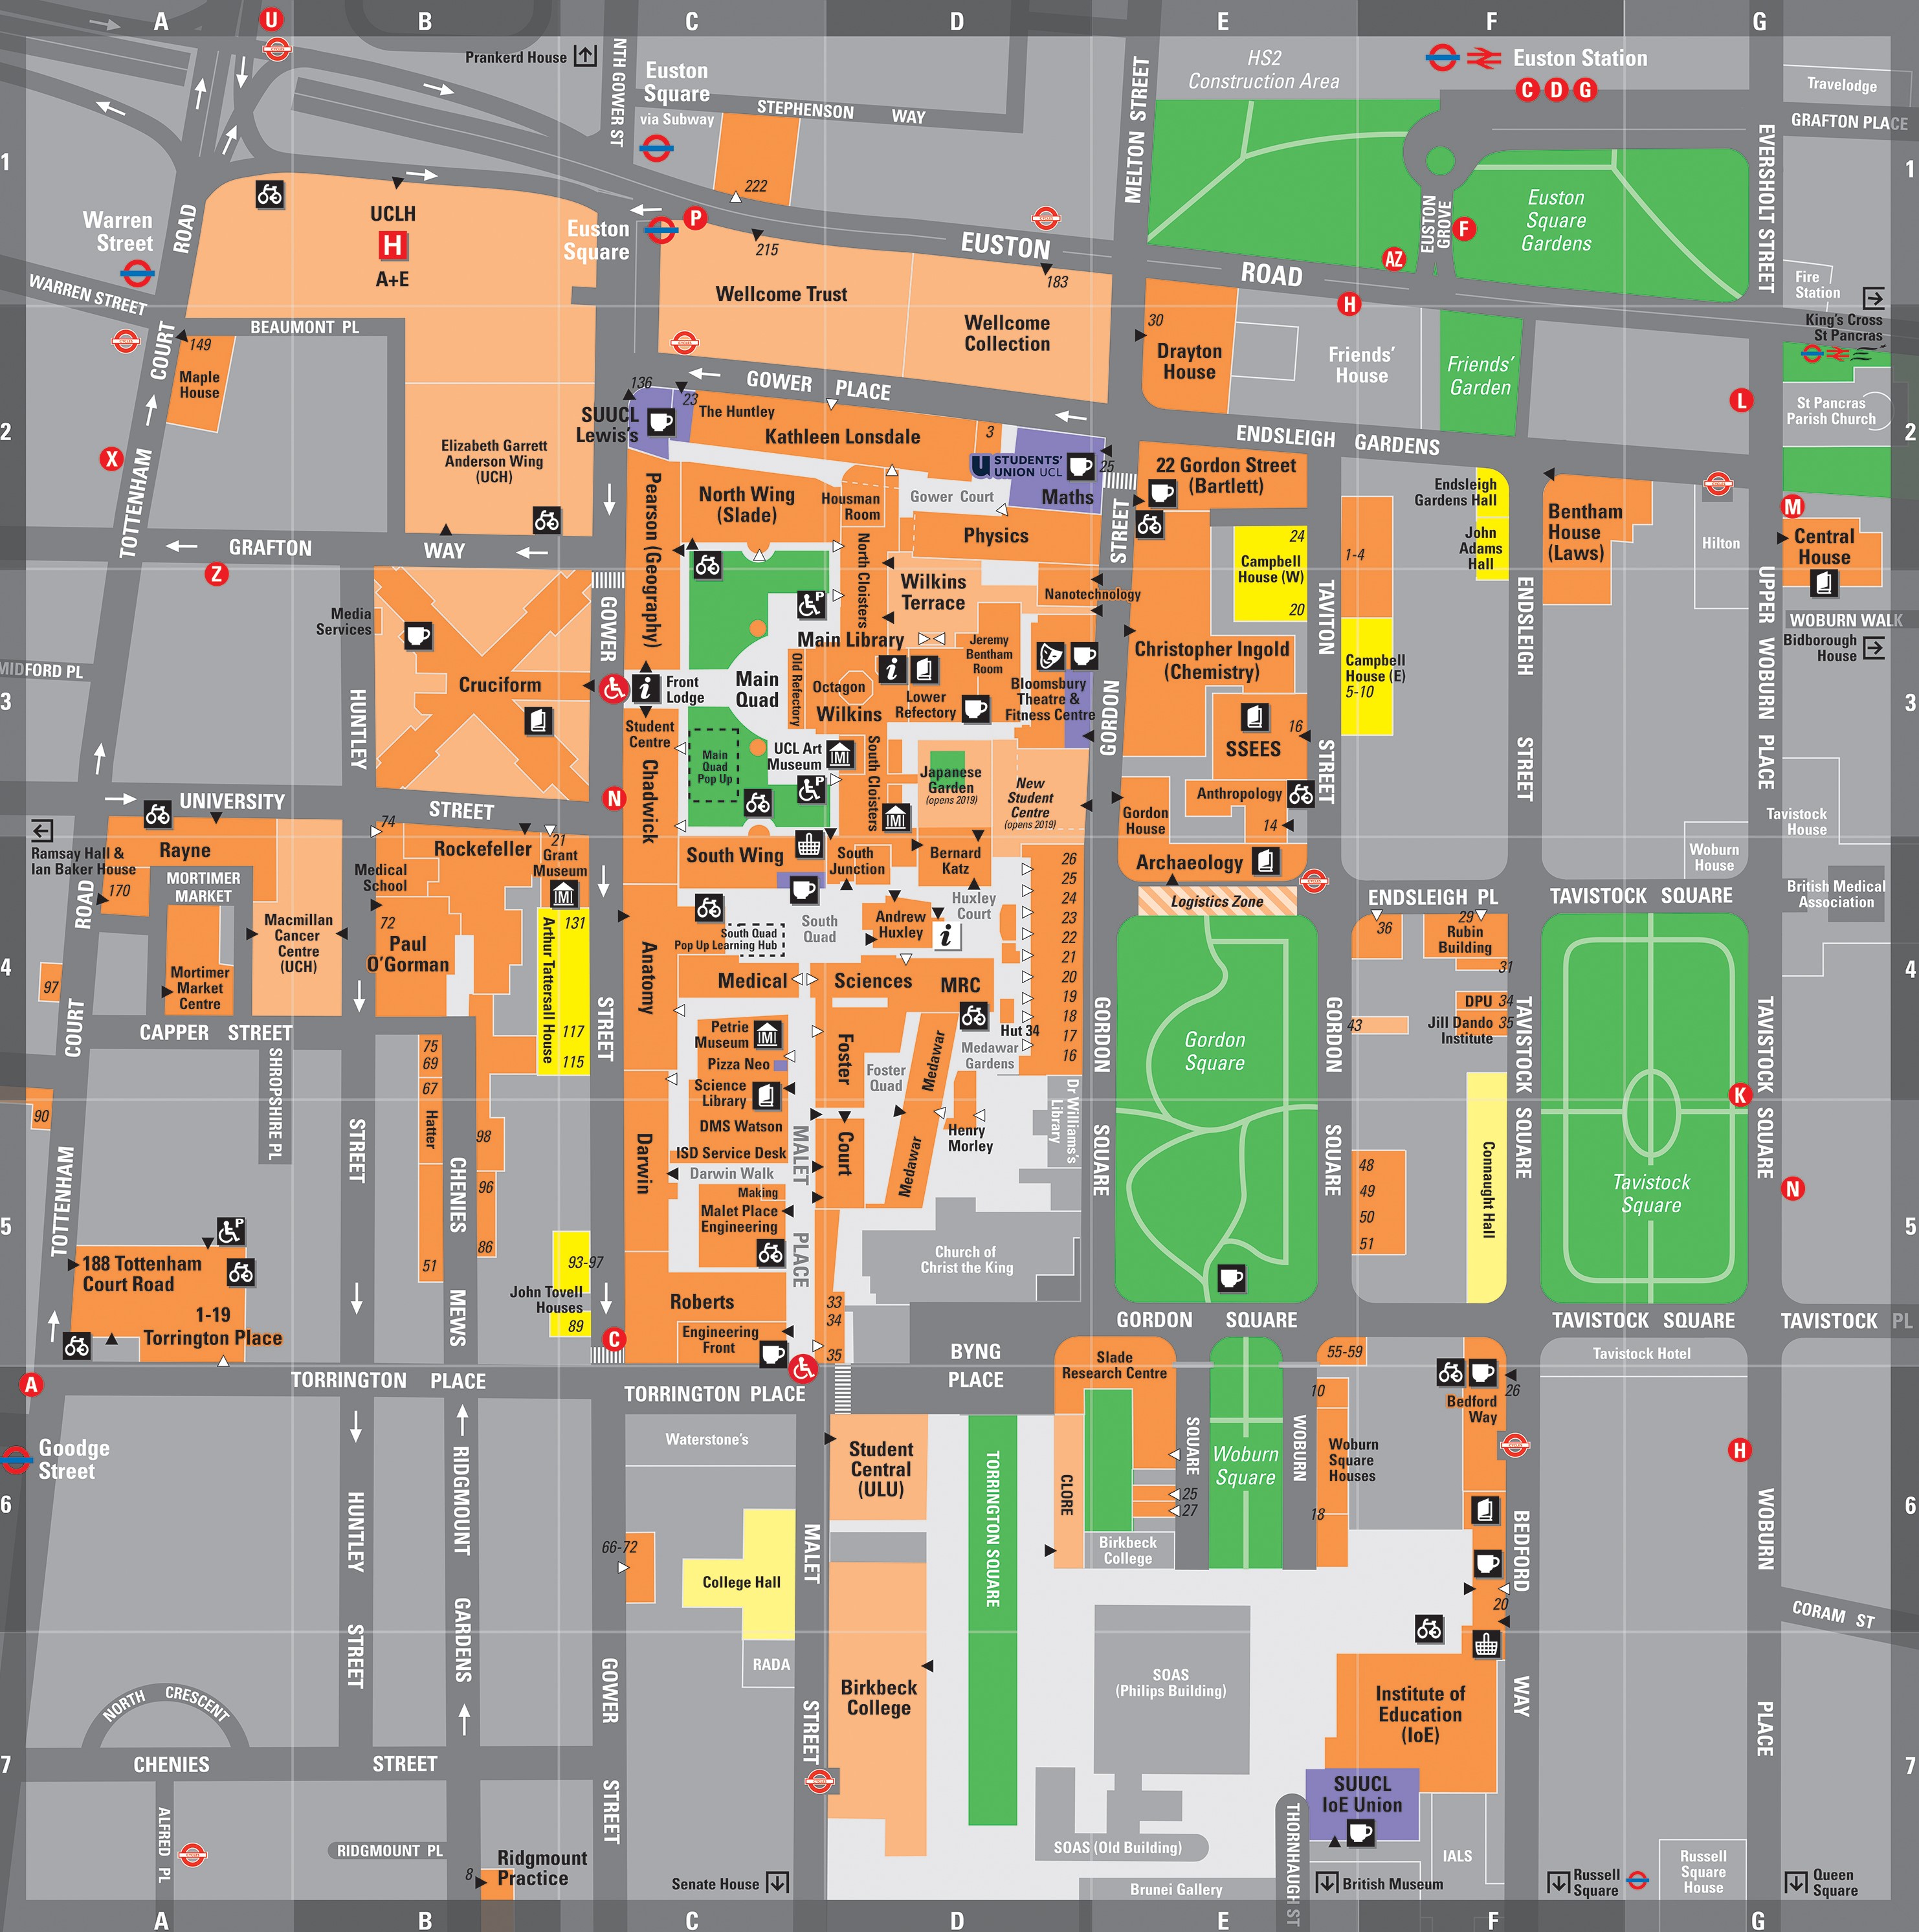 A
B
C
D
E
F
G
U
Prankerd House
NTH GOWER ST
Euston
Square
via Subway
STEPHENSON WAY
MELTON STREET
HS2
Construction Area
Euston Station
C D G
Travelodge
GRAFTON PLACE
EVERSHOLT STREET
1
1
222
Warren
Street
ROAD
UCLH
H
A+E
Euston
Square
P
215
EUSTON
ROAD
183
EUSTON
GROVE
F
AZ
Euston
Square
Gardens
WARREN STREET
Wellcome Trust
Wellcome
Collection
H
Fire
Station
King's Cross
St Pancras
BEAUMONT PL
COURT
149
Maple
House
30
Drayton
House
Friends'
House
Friends'
Garden
L
St Pancras
Parish Church
2
2
136
GOWER PLACE
SUUCL
Lewis's
23
The Huntley
Kathleen Lonsdale
3
STUDENTS'
UNION UCL
25
Maths
ENDSLEIGH GARDENS
X
TOTTENHAM
Elizabeth Garrett
Anderson Wing
(UCH)
Pearson (Geography)
North Wing
(Slade)
Housman
Room
Gower Court
Physics
22 Gordon Street
(Bartlett)
STREET
Endsleigh
Gardens Hall
John
Adams
Hall
Bentham
House
(Laws)
Hilton
M
Central
House
GRAFTON WAY
Z
24
Campbell
House (W)
20
1-4
TAVITON
STREET
ENDSLEIGH
STREET
UPPER WOBURN PLACE
WOBURN WALK
Bidborough
House
Media
Services
GOWER
North Cloisters
Wilkins
Terrace
Nanotechnology
Main Library
Jeremy
Bentham
Room
Christopher Ingold
(Chemistry)
Campbell
House (E)
5-10
MIDFORD PL
3
3
HUNTLEY
Cruciform
Front
Lodge
Main
Quad
Old Refectory
Octagon
Wilkins
Lower
Refectory
Bloomsbury
Theatre &
Fitness Centre
GORDON
16
SSEES
Student
Centre
Chadwick
Main
Quad
Pop Up
UCL Art
Museum
South Cloisters
Japanese
Garden
(opens 2019)
New
Student
Centre
(opens 2019)
Gordon
House
Anthropology
14
Tavistock
House
N
UNIVERSITY STREET
Ramsay Hall &
Ian Baker House
Rayne
74
Rockefeller
21
Grant
Museum
South Wing
South
Junction
Bernard
Katz
Archaeology
Woburn
House
British Medical
Association
ROAD
170
MORTIMER
MARKET
Medical
School
72
Paul
O'Gorman
Macmillan
Cancer
Centre
(UCH)
Mortimer
Market
Centre
131
Arthur Tattersall House
117
115
Anatomy
South Quad
Pop Up Learning Hub
South
Quad
Andrew
Huxley
Huxley
Court
26
25
24
23
22
21
20
19
18
17
16
Logistics Zone
ENDSLEIGH PL
TAVISTOCK SQUARE
36
29
Rubin
Building
31
4
4
97
COURT
CAPPER STREET
STREET
Medical Sciences
MRC
Hut 34
Medawar
Gardens
Petrie
Museum
Pizza Neo
Science
Library
DMS Watson
Foster
Court
Foster
Quad
Medawar
Medawar
Henry
Morley
Dr Williams's
Library
GORDON
SQUARE
Gordon
Square
GORDON
SQUARE
43
DPU 34
Jill Dando 35
Institute
TAVISTOCK
SQUARE
TAVISTOCK
SQUARE
K
SHROPSHIRE PL
75
69
67
Hatter
51
90
TOTTENHAM
STREET
CHENIES
MEWS
98
96
86
Darwin
ISD Service Desk
Darwin Walk
Making
Malet Place
Engineering
MALET
PLACE
Church of
Christ the King
48
49
50
51
Connaught Hall
Tavistock
Square
N
5
5
188 Tottenham
Court Road
1-19
Torrington Place
93-97
John Tovell
Houses
89
C
Roberts
Engineering
Front
33
34
35
GORDON SQUARE
TAVISTOCK SQUARE
TAVISTOCK PL
A
TORRINGTON PLACE
TORRINGTON PLACE
BYNG
PLACE
Slade
Research Centre
55-59
10
26
Bedford
Way
Tavistock Hotel
Goodge
Street
Waterstone's
Student
Central
(ULU)
TORRINGTON SQUARE
CLORE
SQUARE
25
27
Woburn
Square
WOBURN
Woburn
Square
Houses
18
H
6
6
HUNTLEY
STREET
RIDGMOUNT
GARDENS
66-72
College Hall
MALET
STREET
Birkbeck
College
BEDFORD
WAY
20
WOBURN
PLACE
CORAM ST
RADA
Birkbeck
College
SOAS
(Philips Building)
Institute of
Education
(IoE)
NORTH CRESCENT
GOWER
STREET
CHENIES STREET
7
7
SUUCL
IoE Union
ALFRED PL
RIDGMOUNT PL
8
Ridgmount
Practice
Senate House
SOAS (Old Building)
Brunei Gallery
THORNHAUGH ST
British Museum
IALS
Russell
Square
Russell
Square
House
Queen
Square
A
B
C
D
E
F
G